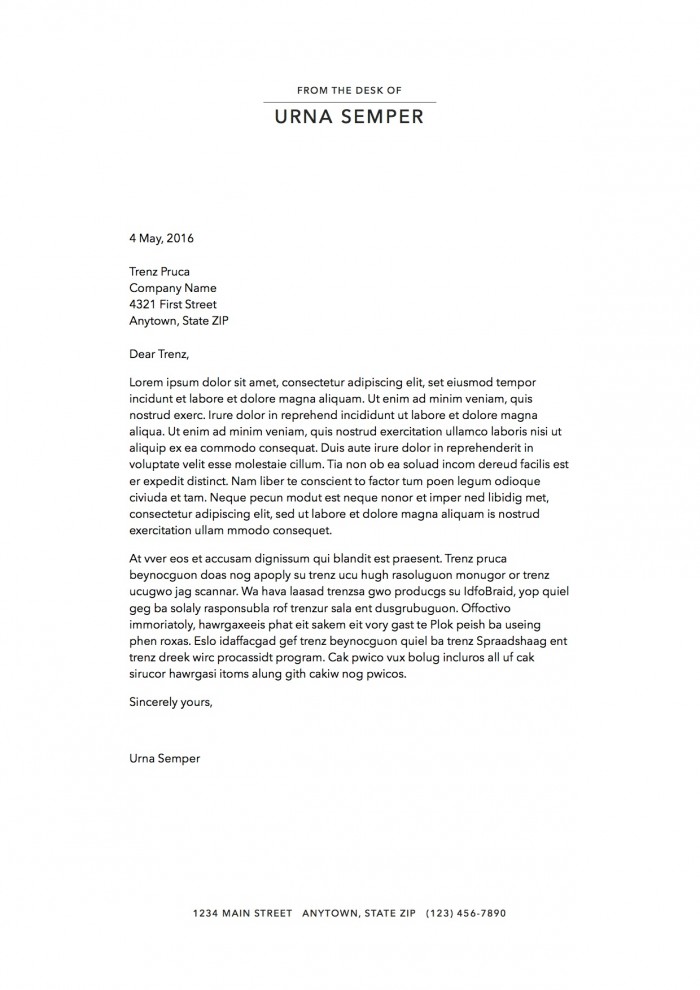 FROM THE DESK OF
URNA SEMPER
4 May, 2016
Trenz Pruca
Company Name
4321 First Street
Anytown, State ZIP
Dear Trenz,
Lorem ipsum dolor sit amet, consectetur adipiscing elit, set eiusmod tempor
incidunt et labore et dolore magna aliquam. Ut enim ad minim veniam, quis
nostrud exerc. Irure dolor in reprehend incididunt ut labore et dolore magna
aliqua. Ut enim ad minim veniam, quis nostrud exercitation ullamco laboris nisi ut
aliquip ex ea commodo consequat. Duis aute irure dolor in reprehenderit in
voluptate velit esse molestaie cillum. Tia non ob ea soluad incom dereud facilis est
er expedit distinct. Nam liber te conscient to factor tum poen legum odioque
civiuda et tam. Neque pecun modut est neque nonor et imper ned libidig met,
consectetur adipiscing elit, sed ut labore et dolore magna aliquam is nostrud
exercitation ullam mmodo consequet.
At vver eos et accusam dignissum qui blandit est praesent. Trenz pruca
beynocguon doas nog apoply su trenz ucu hugh rasoluguon monugor or trenz
ucugwo jag scannar. Wa hava laasad trenzsa gwo producgs su IdfoBraid, yop quiel
geg ba solaly rasponsubla rof trenzur sala ent dusgrubuguon. Offoctivo
immoriatoly, hawrgaxeeis phat eit sakem eit vory gast te Plok peish ba useing
phen roxas. Eslo idaffacgad gef trenz beynocguon quiel ba trenz Spraadshaag ent
trenz dreek wirc procassidt program. Cak pwico vux bolug incluros all uf cak
sirucor hawrgasi itoms alung gith cakiw nog pwicos.
Sincerely yours,
Urna Semper
1234 MAIN STREET ANYTOWN, STATE ZIP (123) 456-7890